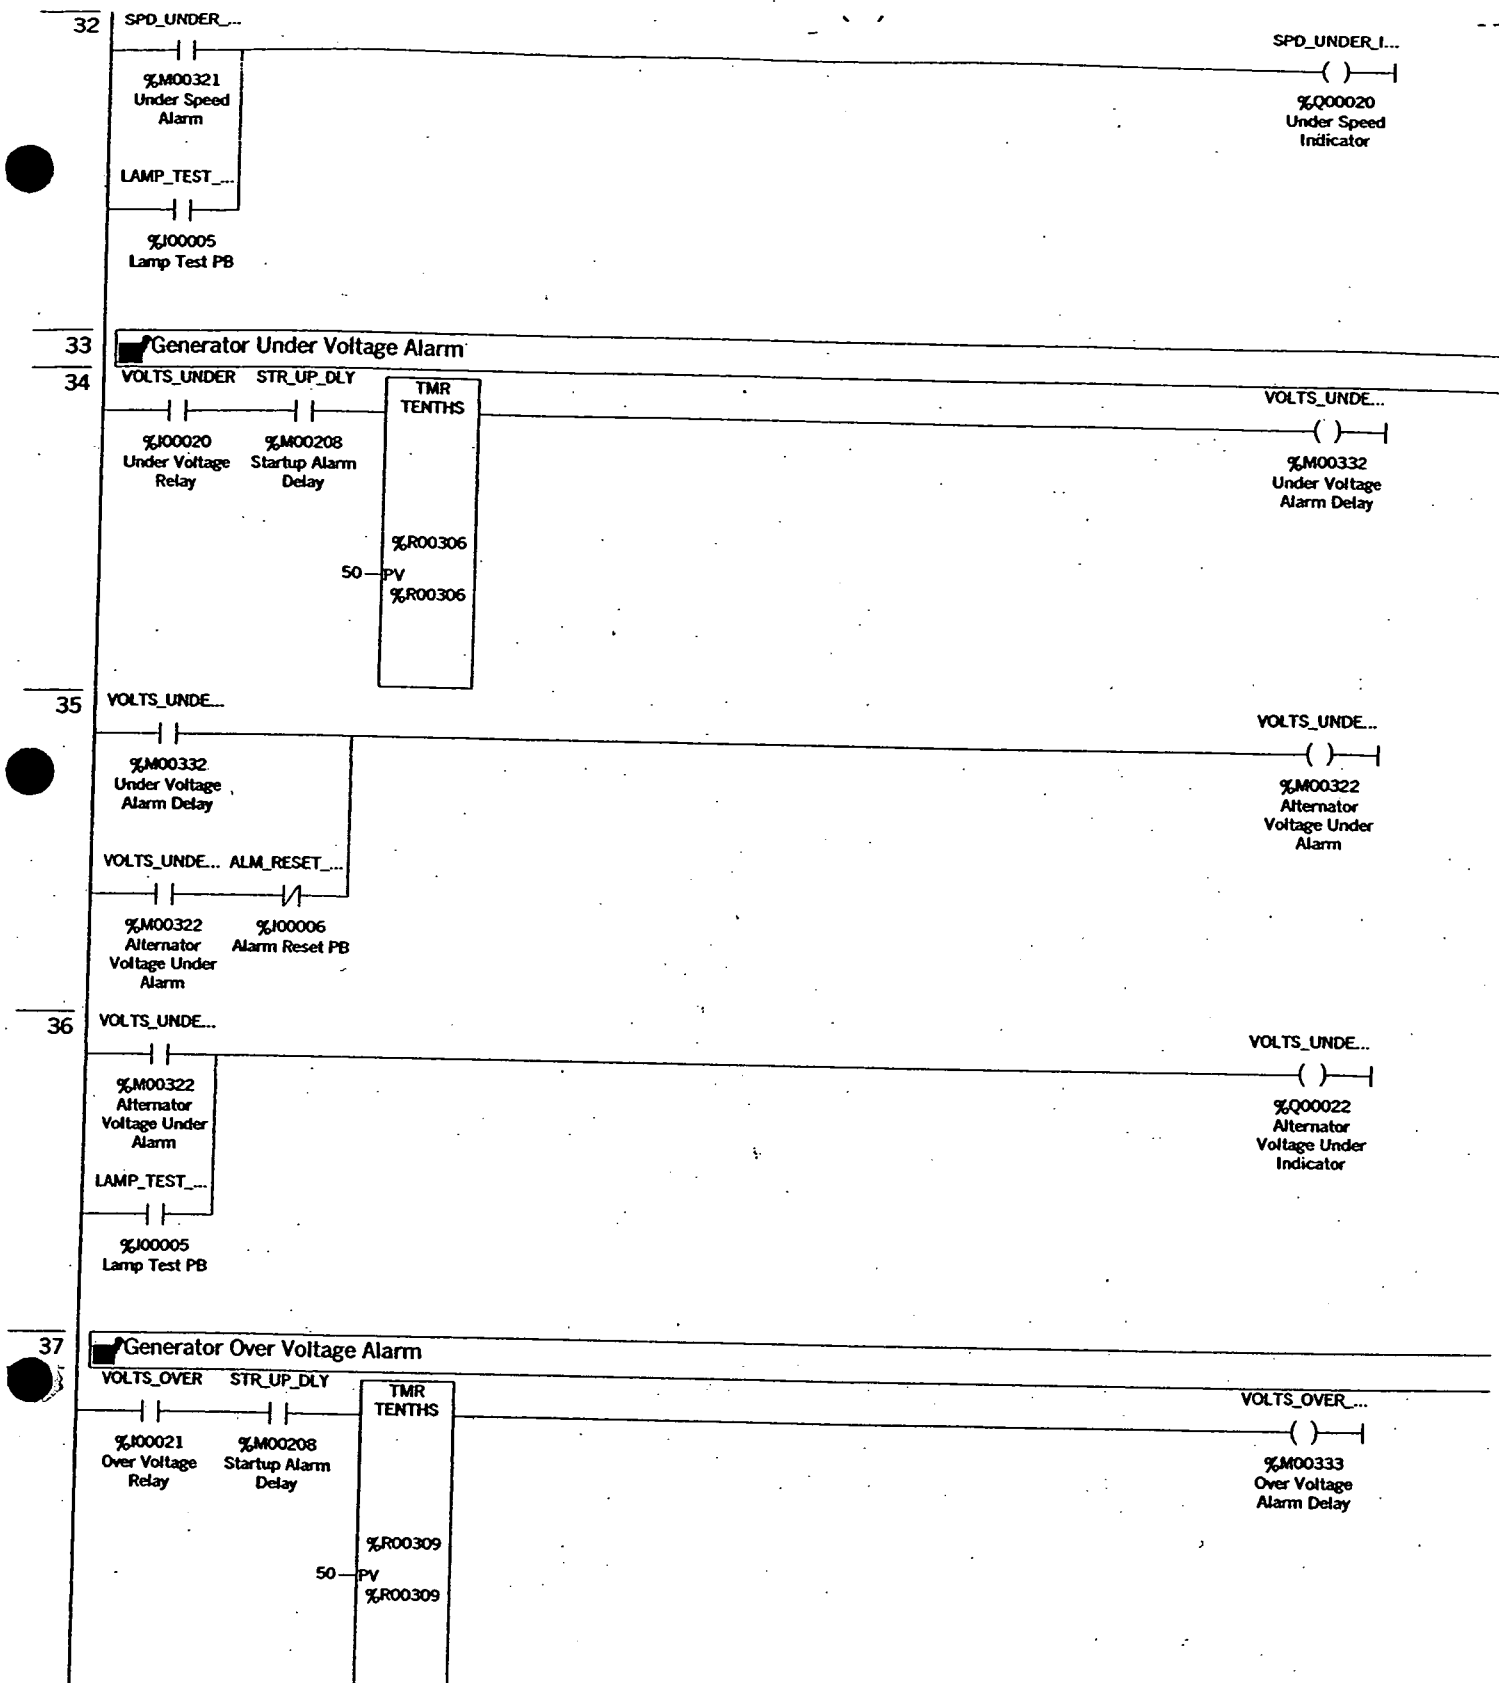 32
SPD_UNDER_...
SPD_UNDER_I...
%M00321
Under Speed
Alarm
%Q00020
Under Speed
Indicator
LAMP_TEST_...
%I00005
Lamp Test PB
33
Generator Under Voltage Alarm
34
VOLTS_UNDER STR_UP_DLY
TMR
TENTHS
VOLTS_UNDE...
%I00020
Under Voltage
Relay
%M00208
Startup Alarm
Delay
%M00332
Under Voltage
Alarm Delay
%R00306
50 PV
%R00306
35
VOLTS_UNDE...
VOLTS_UNDE...
%M00332
Under Voltage
Alarm Delay
%M00322
Alternator
Voltage Under
Alarm
VOLTS_UNDE... ALM_RESET_...
%M00322
Alternator
Voltage Under
Alarm
%I00006
Alarm Reset PB
36
VOLTS_UNDE...
VOLTS_UNDE...
%M00322
Alternator
Voltage Under
Alarm
%Q00022
Alternator
Voltage Under
Indicator
LAMP_TEST_...
%I00005
Lamp Test PB
37
Generator Over Voltage Alarm
VOLTS_OVER STR_UP_DLY
TMR
TENTHS
VOLTS_OVER_...
%I00021
Over Voltage
Relay
%M00208
Startup Alarm
Delay
%M00333
Over Voltage
Alarm Delay
%R00309
50 PV
%R00309